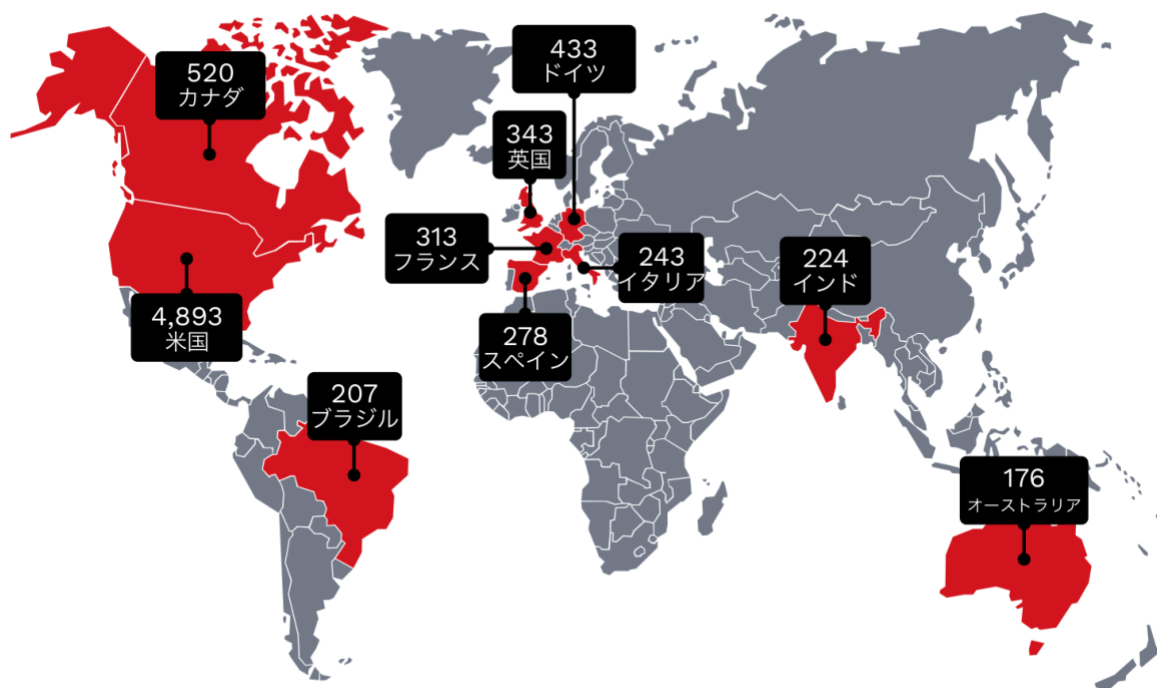 520
カナダ
433
ドイツ
343
英国
313
フランス
243
イタリア
224
インド
4,893
米国
278
スペイン
207
ブラジル
176
オーストラリア